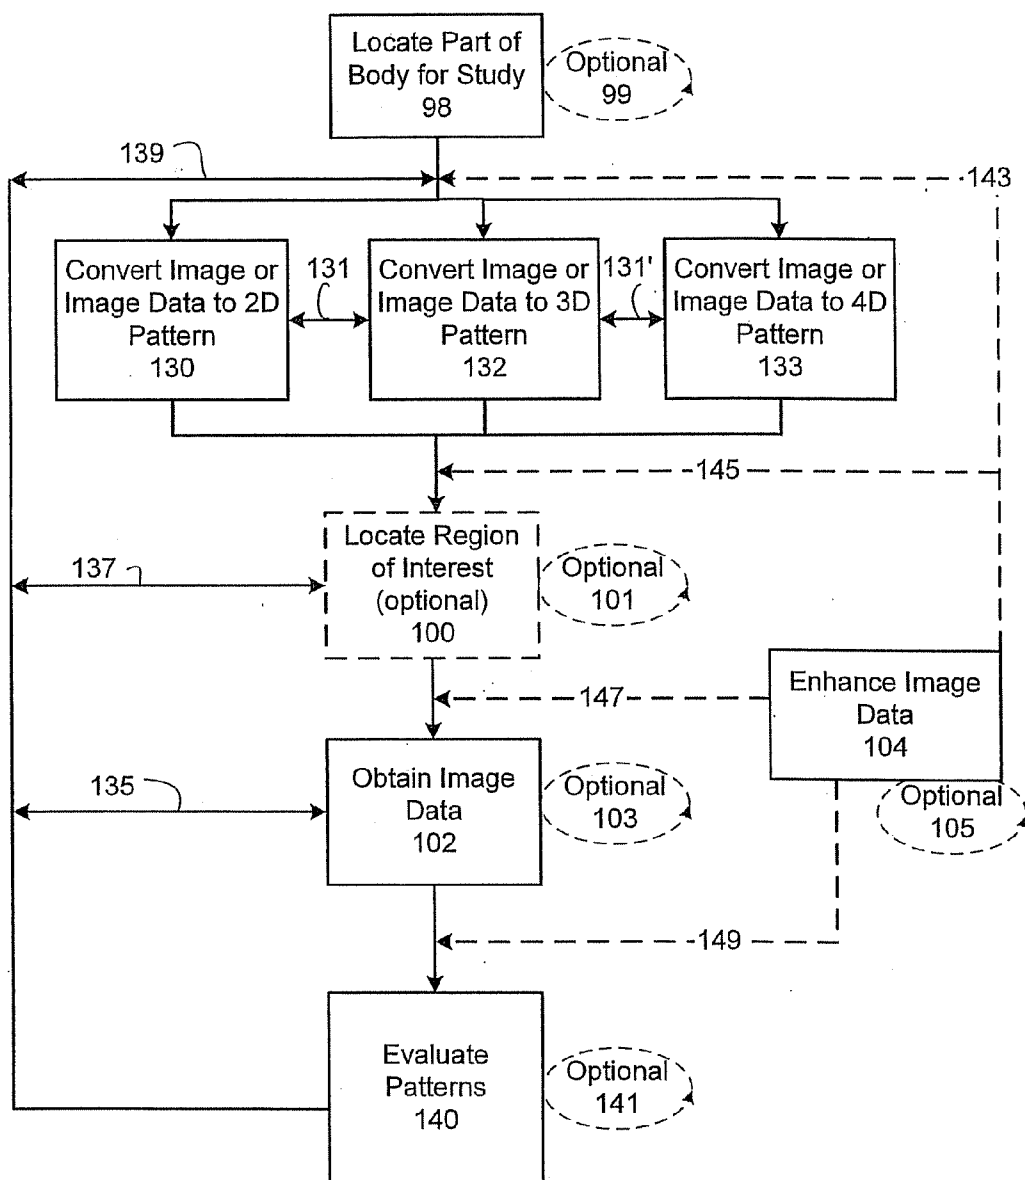 Locate Part of
Body for Study
98
Optional
99
139
143
Convert Image or
Image Data to 2D
Pattern
130
131
Convert Image or
Image Data to 3D
Pattern
132
131'
Convert Image or
Image Data to 4D
Pattern
133
145
Locate Region
of Interest
(optional)
100
137
Optional
101
147
Enhance Image
Data
104
Optional
105
135
Obtain Image
Data
102
Optional
103
149
Evaluate
Patterns
140
Optional
141